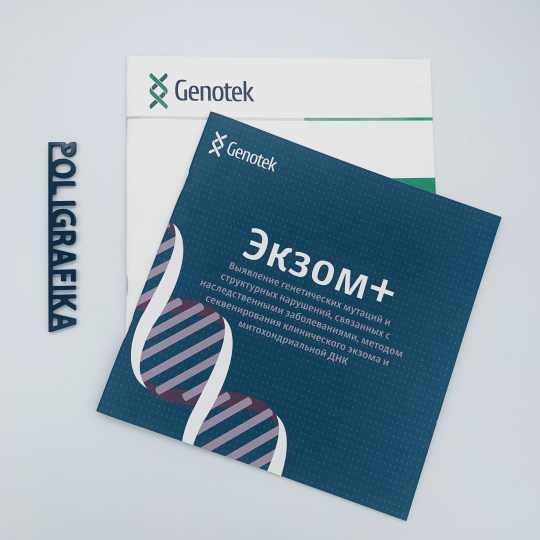 Genotek
Genotek
Экзом+
Выявление генетических мутаций и
структурных нарушений, связанных с
наследственными заболеваниями, методом
секвенирования клинического экзома и
митохондриальной ДНК
POLIGRAFIKA